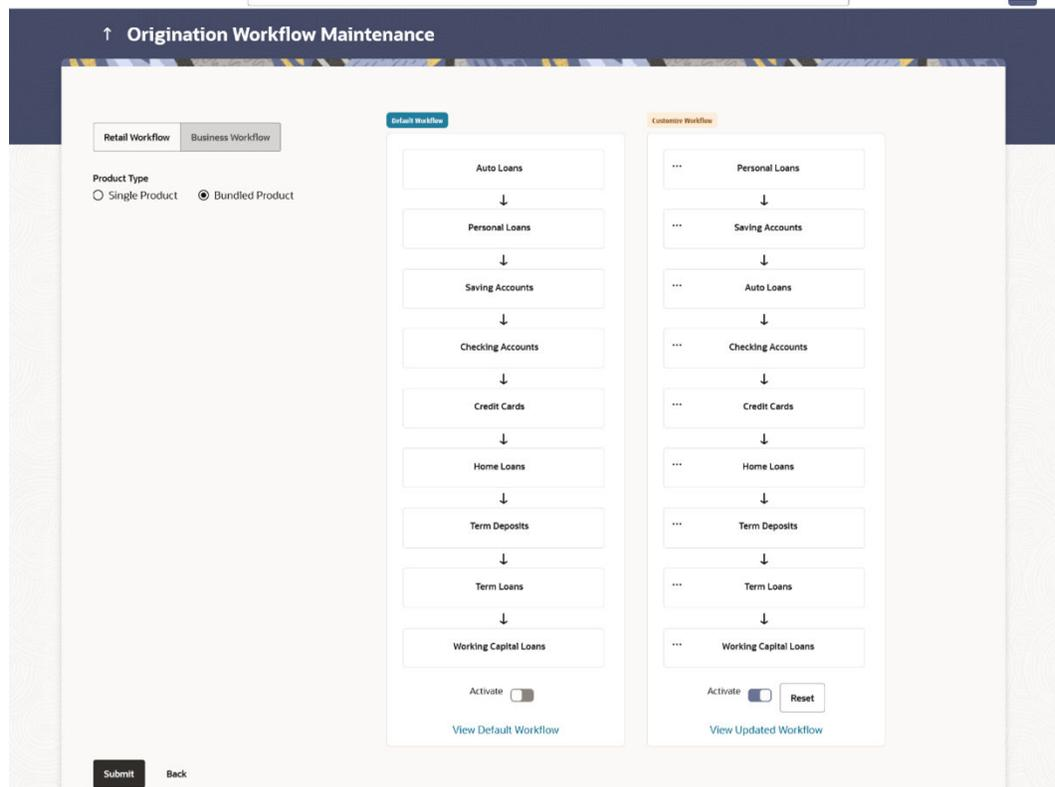 ↑ Origination Workflow Maintenance
Retail Workflow
Business Workflow
Product Type
Single Product
Bundled Product
Default Workflow
Auto Loans
↓
Personal Loans
↓
Saving Accounts
↓
Checking Accounts
↓
Credit Cards
↓
Home Loans
↓
Term Deposits
↓
Term Loans
↓
Working Capital Loans
Activate
View Default Workflow
Customize Workflow
... Personal Loans
↓
... Saving Accounts
↓
... Auto Loans
↓
... Checking Accounts
↓
... Credit Cards
↓
... Home Loans
↓
... Term Deposits
↓
... Term Loans
↓
... Working Capital Loans
Activate
Reset
View Updated Workflow
Submit
Back